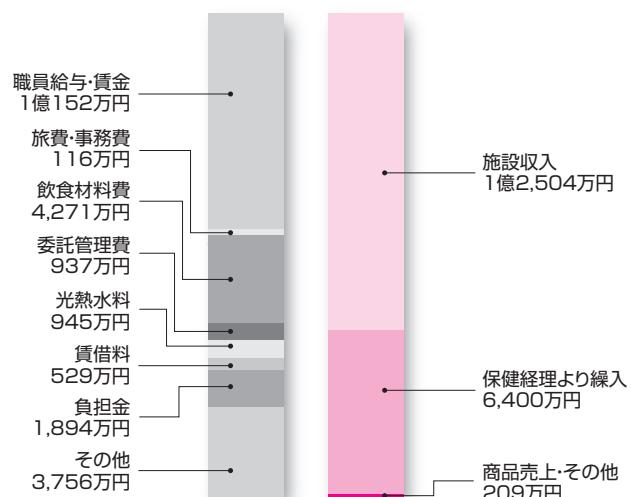 職員給与・賃金
1億152万円
旅費・事務費
116万円
飲食材料費
4,271万円
委託管理費
937万円
光熱水料
945万円
賃借料
529万円
負担金
1,894万円
その他
3,756万円
施設収入
1億2,504万円
保健経理より繰入
6,400万円
商品売上・その他
209万円